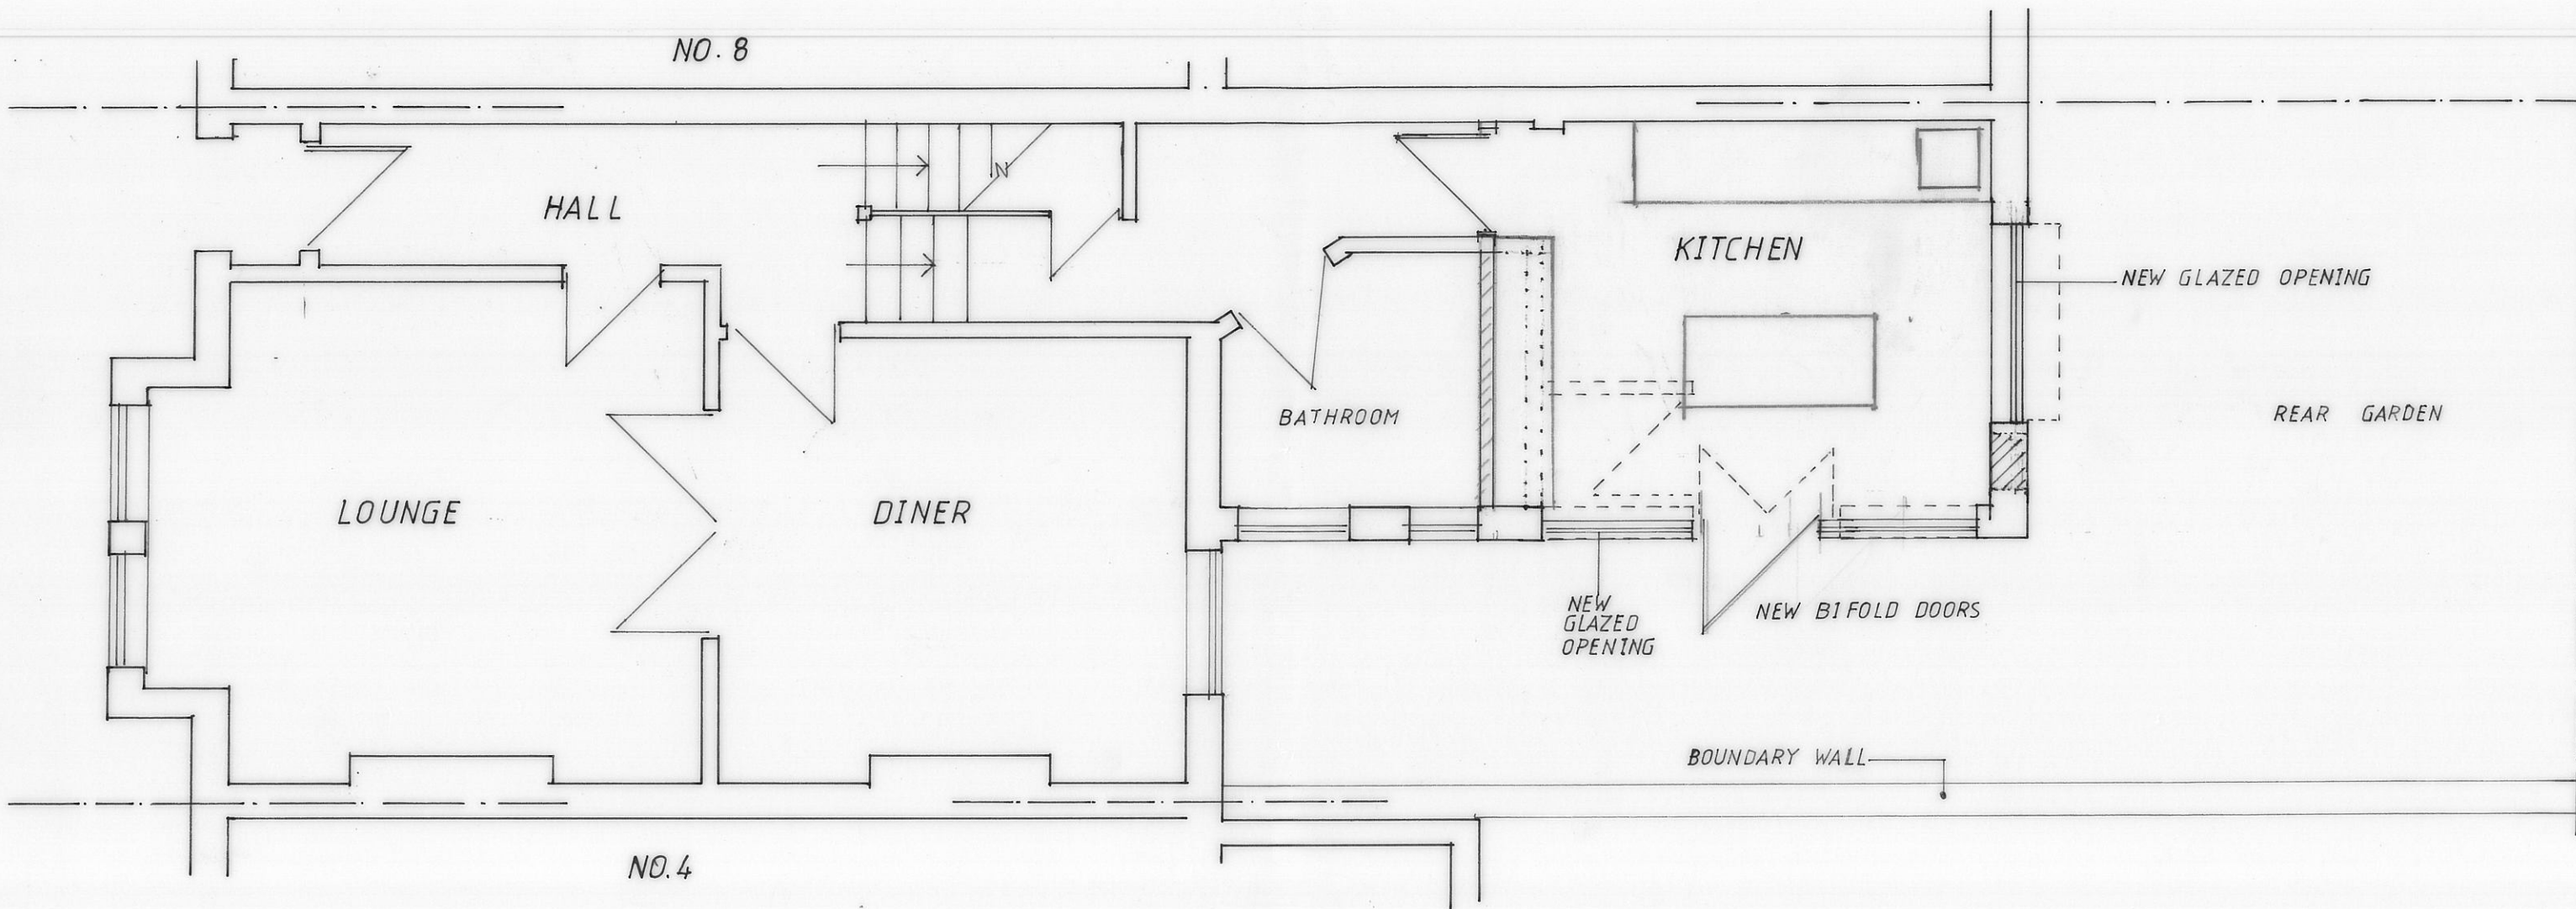 NO. 8
HALL
KITCHEN
NEW GLAZED OPENING
BATHROOM
REAR GARDEN
LOUNGE
DINER
NEW
GLAZED
OPENING
NEW BIFOLD DOORS
BOUNDARY WALL
NO.4